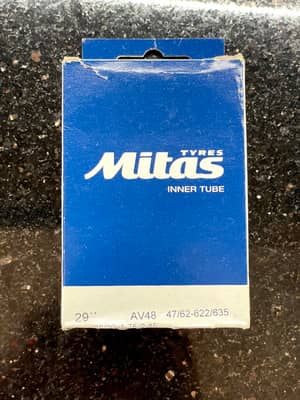 TYRES
Mitas
INNER TUBE
29" AV48 47/62-622/635